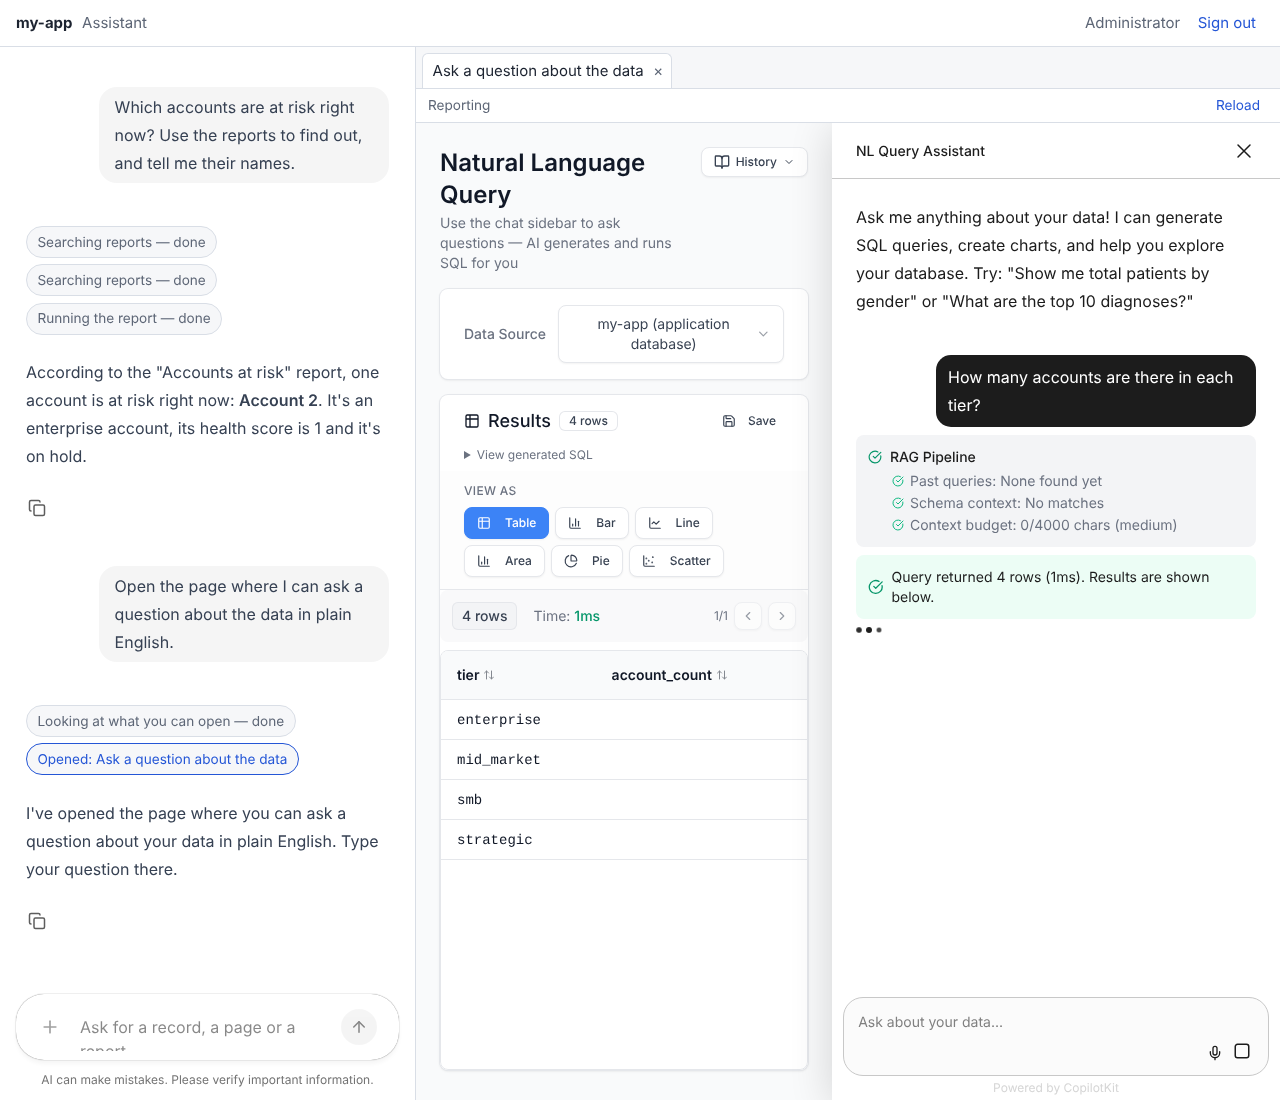 my-app Assistant
Administrator Sign out
Which accounts are at risk right
now? Use the reports to find out,
and tell me their names.
Searching reports — done
Searching reports — done
Running the report — done
According to the "Accounts at risk" report, one
account is at risk right now: Account 2. It's an
enterprise account, its health score is 1 and it's
on hold.
Open the page where I can ask a
question about the data in plain
English.
Looking at what you can open — done
Opened: Ask a question about the data
I've opened the page where you can ask a
question about your data in plain English. Type
your question there.
Ask for a record, a page or a
report
AI can make mistakes. Please verify important information.
Ask a question about the data ×
Reporting
Reload
Natural Language
Query
History
Use the chat sidebar to ask
questions — AI generates and runs
SQL for you
Data Source
my-app (application
database)
Results 4 rows
Save
View generated SQL
VIEW AS
Table Bar Line
Area Pie Scatter
4 rows Time: 1ms 1/1
tier account_count
enterprise
mid_market
smb
strategic
NL Query Assistant
Ask me anything about your data! I can generate
SQL queries, create charts, and help you explore
your database. Try: "Show me total patients by
gender" or "What are the top 10 diagnoses?"
How many accounts are there in each
tier?
RAG Pipeline
Past queries: None found yet
Schema context: No matches
Context budget: 0/4000 chars (medium)
Query returned 4 rows (1ms). Results are shown
below.
Ask about your data...
Powered by CopilotKit